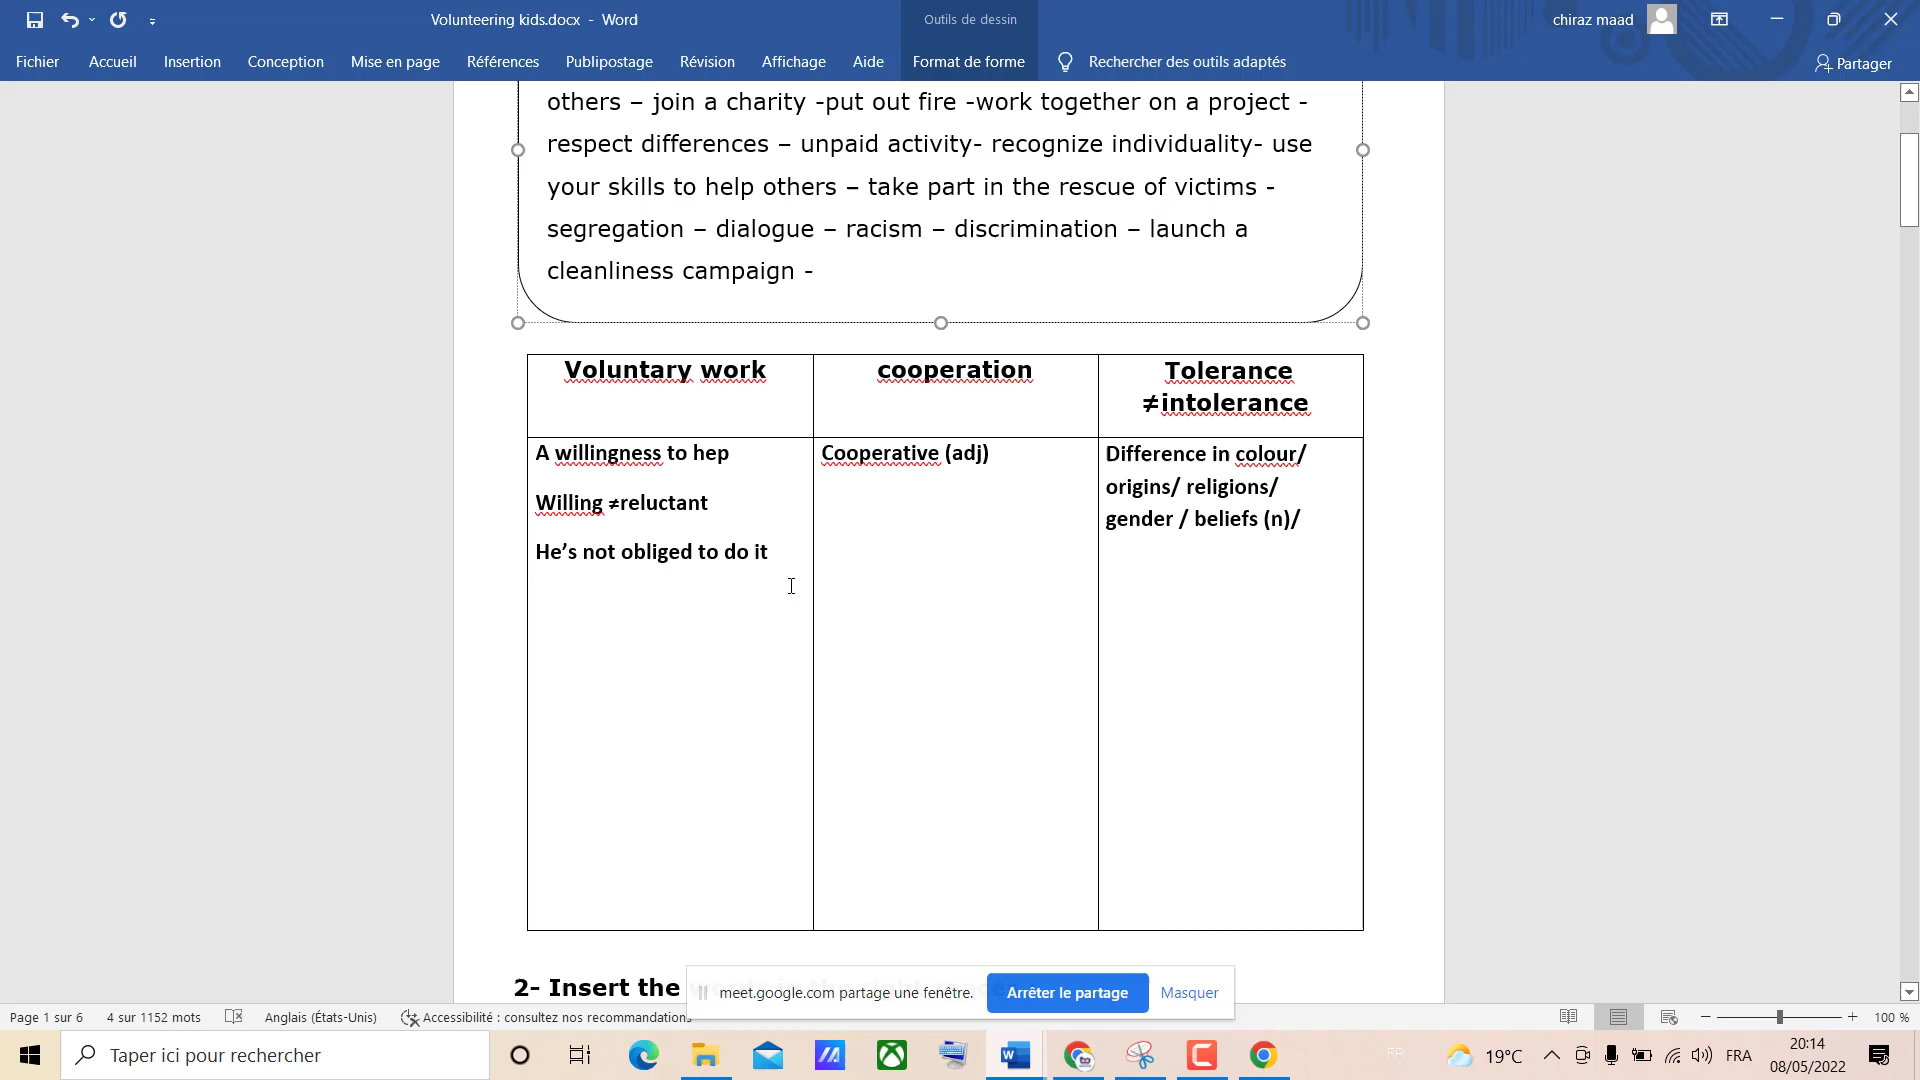 Volunteering kids.docx - Word
Outils de dessin
chiraz maad
Fichier Accueil Insertion Conception Mise en page Références Publipostage Révision Affichage Aide Format de forme Rechercher des outils adaptés Partager
others – join a charity -put out fire -work together on a project -
respect differences – unpaid activity- recognize individuality- use
your skills to help others – take part in the rescue of victims -
segregation – dialogue – racism – discrimination – launch a
cleanliness campaign -
Voluntary work
cooperation
Tolerance
≠intolerance
A willingness to hep
Willing ≠reluctant
He’s not obliged to do it
Cooperative (adj)
Difference in colour/
origins/ religions/
gender / beliefs (n)/
2- Insert the
meet.google.com partage une fenêtre. Arrêter le partage Masquer
Page 1 sur 6 4 sur 1152 mots Anglais (États-Unis) Accessibilité : consultez nos recommandations 100 %
Taper ici pour rechercher
FR
19°C
FRA
20:14
08/05/2022